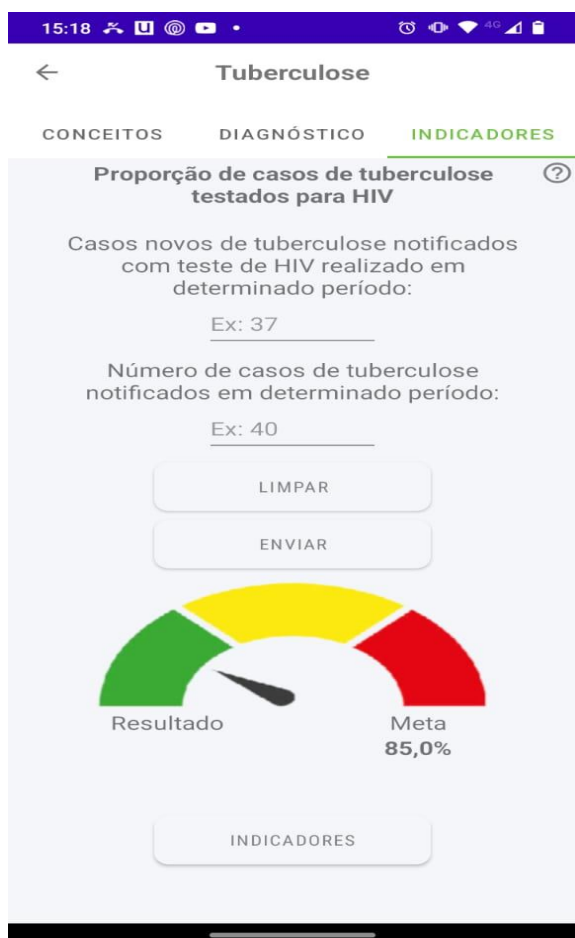 15:18
4G
Tuberculose
CONCEITOS DIAGNÓSTICO INDICADORES
Proporção de casos de tuberculose
testados para HIV
Casos novos de tuberculose notificados
com teste de HIV realizado em
determinado período:
Ex: 37
Número de casos de tuberculose
notificados em determinado período:
Ex: 40
LIMPAR
ENVIAR
Resultado Meta
85,0%
INDICADORES